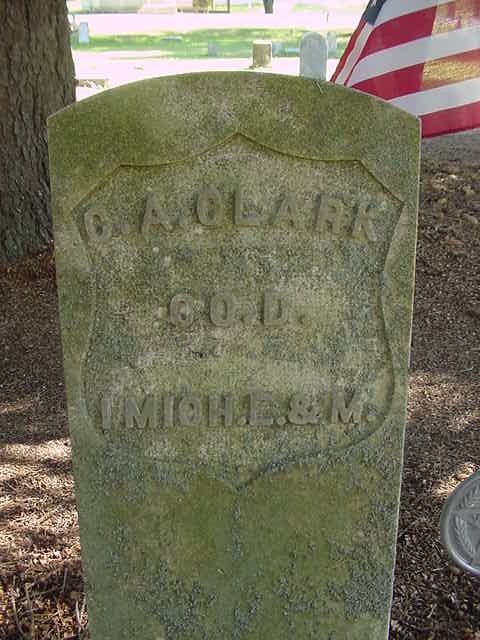 C. A. CLARK
CO. D.
1 MICH. E. & M.